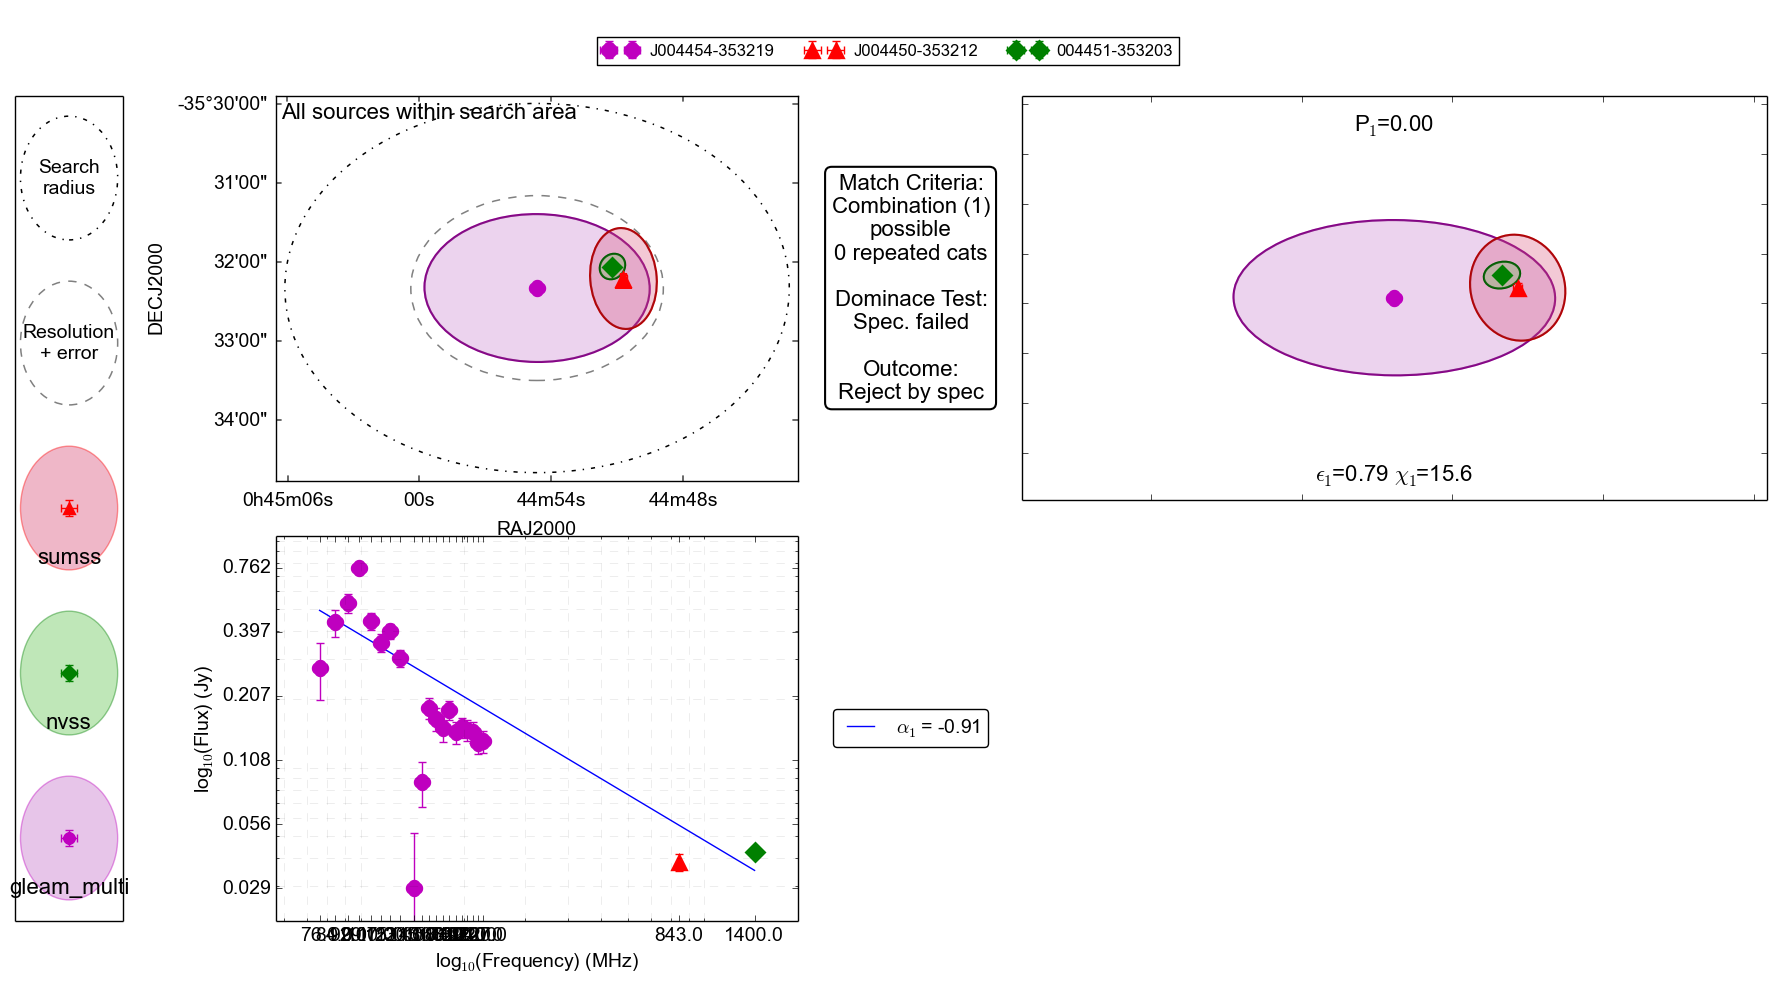 J004454-353219 J004450-353212 004451-353203
Search
radius
Resolution
+ error
sumss
nvss
gleam_multi
-35°30'00"
31'00"
32'00"
33'00"
34'00"
DECJ2000
All sources within search area
0h45m06s 00s 44m54s 44m48s
RAJ2000
Match Criteria:
Combination (1)
possible
0 repeated cats
Dominace Test:
Spec. failed
Outcome:
Reject by spec
P₁=0.00
ϵ₁=0.79 χ₁=15.6
0.762
0.397
0.207
0.108
0.056
0.029
log₁₀(Flux) (Jy)
843.0 1400.0
log₁₀(Frequency) (MHz)
α₁ = -0.91